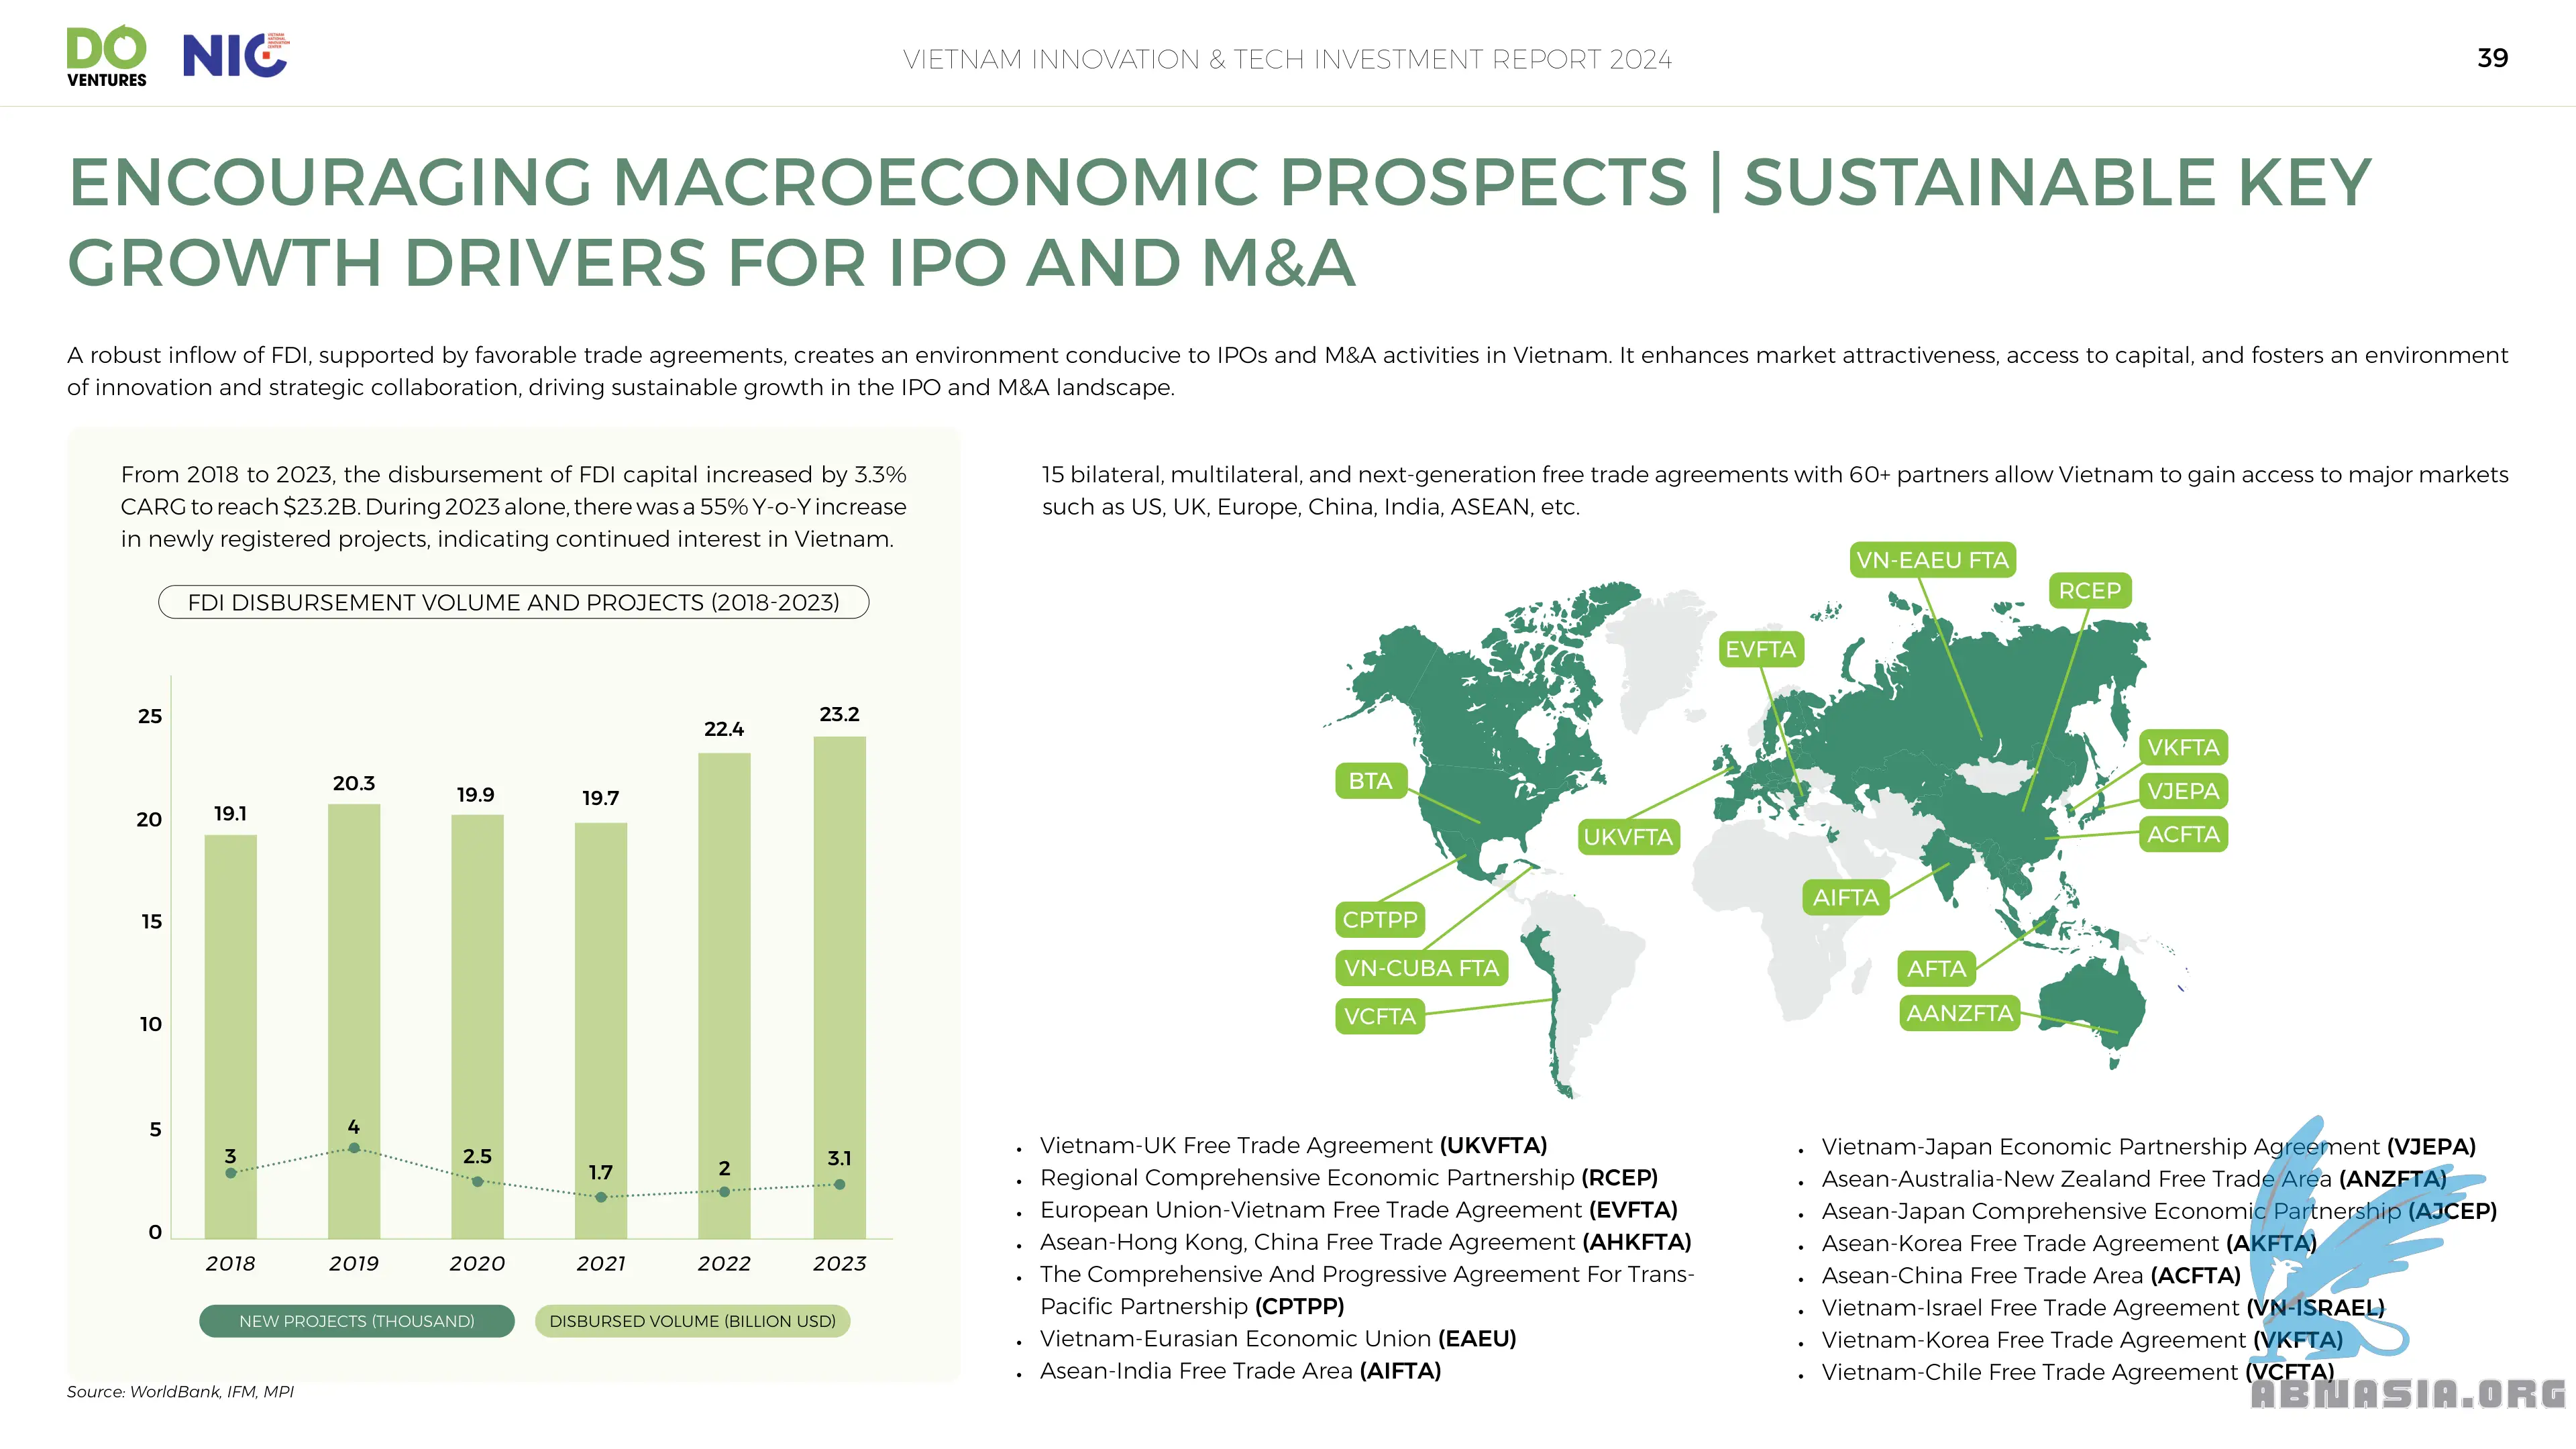 DO
VENTURES
NIC
VIETNAM NATIONAL INNOVATION CENTER
VIETNAM INNOVATION & TECH INVESTMENT REPORT 2024
39
ENCOURAGING MACROECONOMIC PROSPECTS | SUSTAINABLE KEY
GROWTH DRIVERS FOR IPO AND M&A
A robust inflow of FDI, supported by favorable trade agreements, creates an environment conducive to IPOs and M&A activities in Vietnam. It enhances market attractiveness, access to capital, and fosters an environment
of innovation and strategic collaboration, driving sustainable growth in the IPO and M&A landscape.
From 2018 to 2023, the disbursement of FDI capital increased by 3.3%
CARG to reach $23.2B. During 2023 alone, there was a 55% Y-o-Y increase
in newly registered projects, indicating continued interest in Vietnam.
FDI DISBURSEMENT VOLUME AND PROJECTS (2018-2023)
25
20
15
10
5
0
19.1
20.3
19.9
19.7
22.4
23.2
3
4
2.5
1.7
2
3.1
2018
2019
2020
2021
2022
2023
NEW PROJECTS (THOUSAND)
DISBURSED VOLUME (BILLION USD)
Source: WorldBank, IFM, MPI
15 bilateral, multilateral, and next-generation free trade agreements with 60+ partners allow Vietnam to gain access to major markets
such as US, UK, Europe, China, India, ASEAN, etc.
VN-EAEU FTA
RCEP
EVFTA
VKFTA
BTA
VJEPA
UKVFTA
ACFTA
AIFTA
CPTPP
VN-CUBA FTA
AFTA
VCFTA
AANZFTA
• Vietnam-UK Free Trade Agreement (UKVFTA)
• Regional Comprehensive Economic Partnership (RCEP)
• European Union-Vietnam Free Trade Agreement (EVFTA)
• Asean-Hong Kong, China Free Trade Agreement (AHKFTA)
• The Comprehensive And Progressive Agreement For Trans-
Pacific Partnership (CPTPP)
• Vietnam-Eurasian Economic Union (EAEU)
• Asean-India Free Trade Area (AIFTA)
• Vietnam-Japan Economic Partnership Agreement (VJEPA)
• Asean-Australia-New Zealand Free Trade Area (ANZFTA)
• Asean-Japan Comprehensive Economic Partnership (AJCEP)
• Asean-Korea Free Trade Agreement (AKFTA)
• Asean-China Free Trade Area (ACFTA)
• Vietnam-Israel Free Trade Agreement (VN-ISRAEL)
• Vietnam-Korea Free Trade Agreement (VKFTA)
• Vietnam-Chile Free Trade Agreement (VCFTA)
ABNASIA.ORG